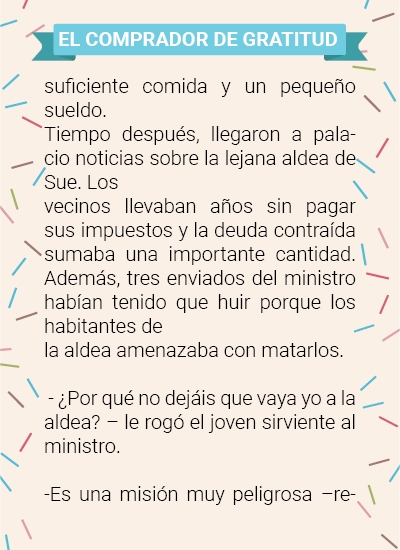 EL COMPRADOR DE GRATITUD
suficiente comida y un pequeño
sueldo.
Tiempo después, llegaron a pala-
cio noticias sobre la lejana aldea de
Sue. Los
vecinos llevaban años sin pagar
sus impuestos y la deuda contraída
sumaba una importante cantidad.
Además, tres enviados del ministro
habían tenido que huir porque los
habitantes de
la aldea amenazaba con matarlos.
- ¿Por qué no dejáis que vaya yo a la
aldea? – le rogó el joven sirviente al
ministro.
-Es una misión muy peligrosa –re-